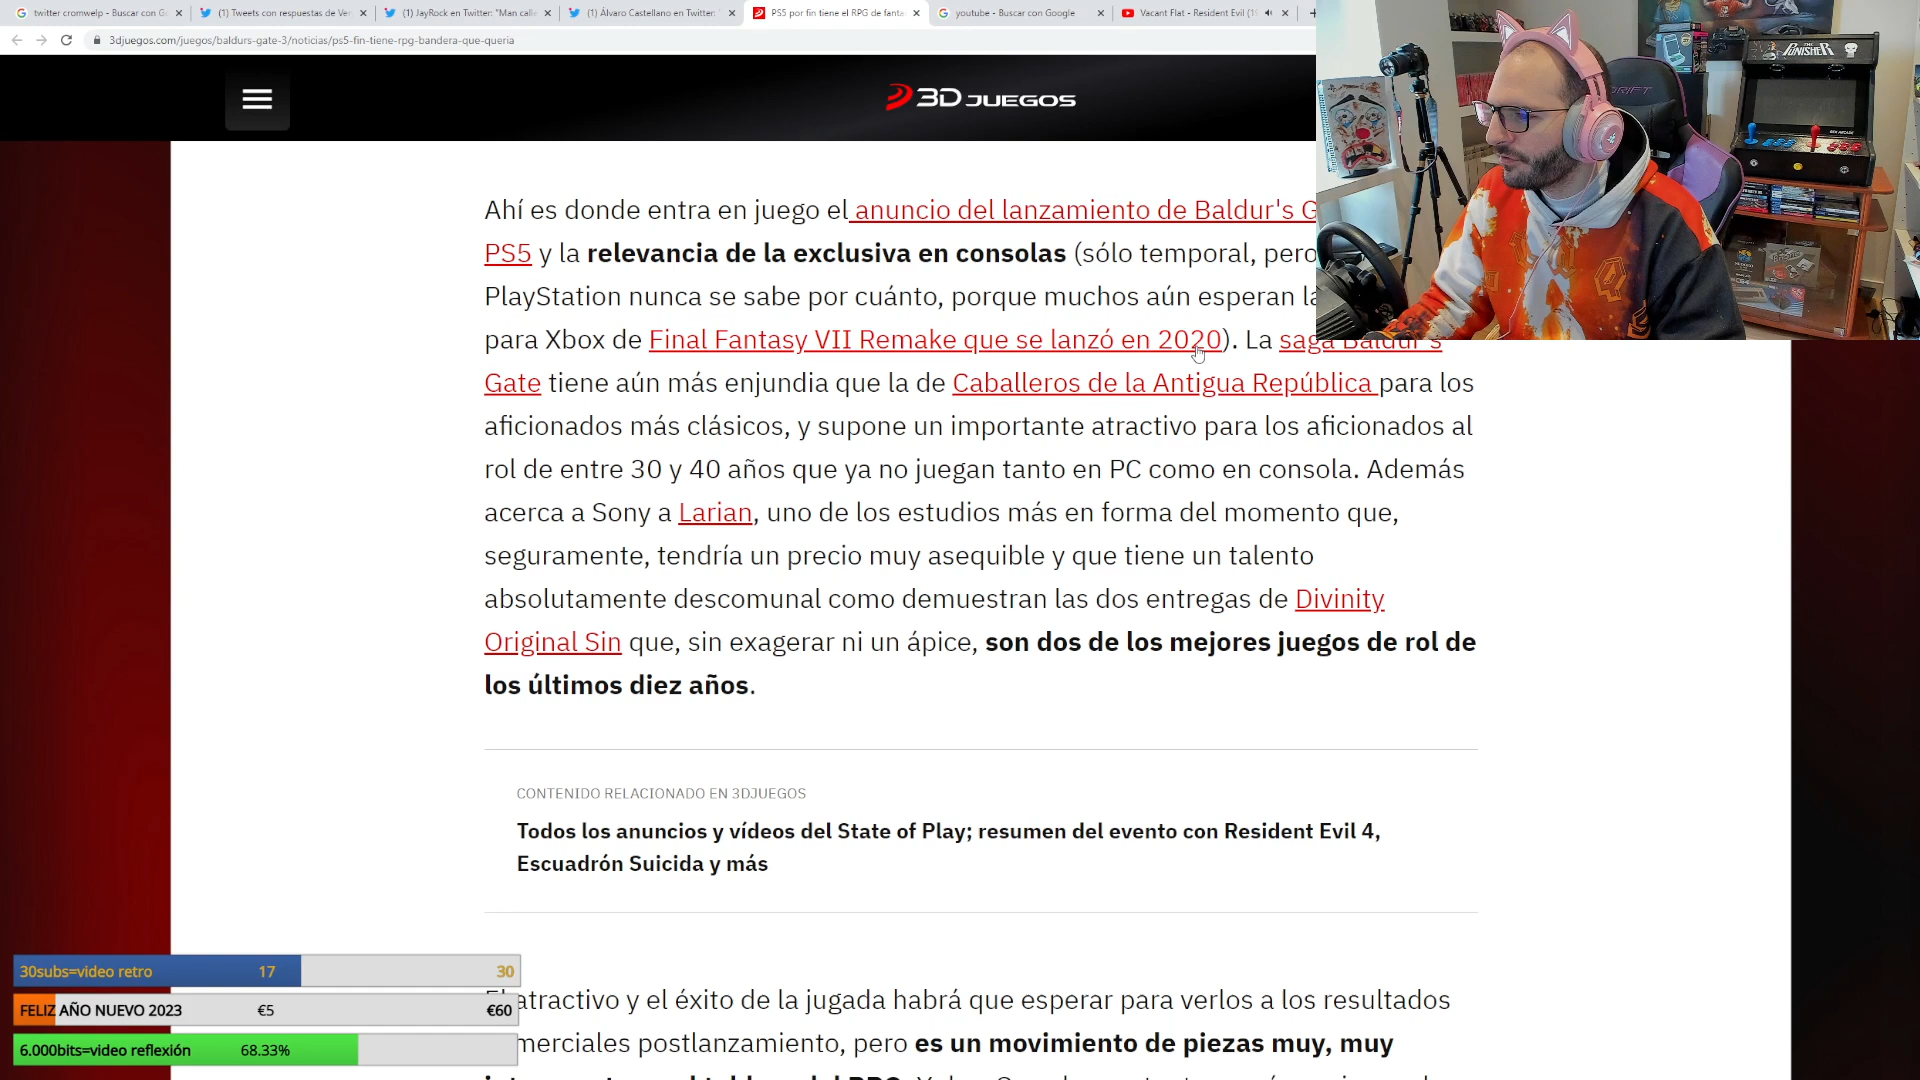 twitter cromwelp - Buscar con G
(1) Tweets con respuestas de Ver
(1) JayRock en Twitter: "Man calle
(1) Álvaro Castellano en Twitter:
PS5 por fin tiene el RPG de fanta
youtube - Buscar con Google
Vacant Flat - Resident Evil (1
3djuegos.com/juegos/baldurs-gate-3/noticias/ps5-fin-tiene-rpg-bandera-que-queria
3D JUEGOS
THE PUNISHER
DRIFT
Ahí es donde entra en juego el anuncio del lanzamiento de Baldur's G
PS5 y la relevancia de la exclusiva en consolas (sólo temporal, pero
PlayStation nunca se sabe por cuánto, porque muchos aún esperan la
para Xbox de Final Fantasy VII Remake que se lanzó en 2020). La saga Baldur's
Gate tiene aún más enjundia que la de Caballeros de la Antigua República para los
aficionados más clásicos, y supone un importante atractivo para los aficionados al
rol de entre 30 y 40 años que ya no juegan tanto en PC como en consola. Además
acerca a Sony a Larian, uno de los estudios más en forma del momento que,
seguramente, tendría un precio muy asequible y que tiene un talento
absolutamente descomunal como demuestran las dos entregas de Divinity
Original Sin que, sin exagerar ni un ápice, son dos de los mejores juegos de rol de
los últimos diez años.
CONTENIDO RELACIONADO EN 3DJUEGOS
Todos los anuncios y vídeos del State of Play; resumen del evento con Resident Evil 4,
Escuadrón Suicida y más
El atractivo y el éxito de la jugada habrá que esperar para verlos a los resultados
merciales postlanzamiento, pero es un movimiento de piezas muy, muy
30subs=video retro 17 30
FELIZ AÑO NUEVO 2023 €5 €60
6.000bits=video reflexión 68.33%